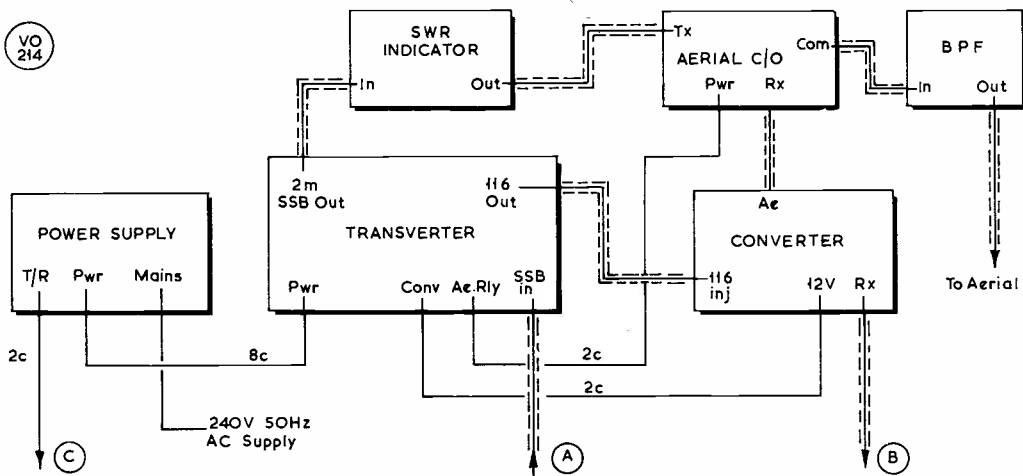 VO
214
SWR
INDICATOR
In
Out
Tx
AERIAL C/O
Com
Pwr
Rx
BPF
In
Out
To Aerial
2m
SSB Out
116
Out
TRANSVERTER
Pwr
Conv
Ae.Rly
SSB
in
POWER SUPPLY
T/R
Pwr
Mains
Ae
CONVERTER
116
inj
12V
Rx
2c
8c
2c
2c
240V 50Hz
AC Supply
C
A
B